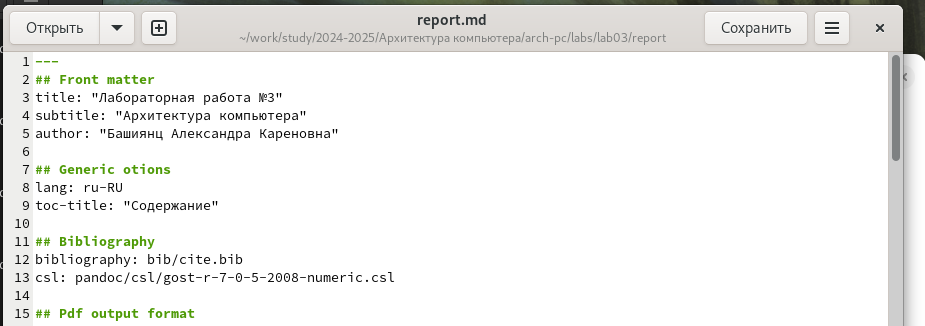 Открыть
report.md
~/work/study/2024-2025/Архитектура компьютера/arch-pc/labs/lab03/report
Сохранить
1 ---
2 ## Front matter
3 title: "Лабораторная работа №3"
4 subtitle: "Архитектура компьютера"
5 author: "Башиянц Александра Кареновна"
6
7 ## Generic otions
8 lang: ru-RU
9 toc-title: "Содержание"
10
11 ## Bibliography
12 bibliography: bib/cite.bib
13 csl: pandoc/csl/gost-r-7-0-5-2008-numeric.csl
14
15 ## Pdf output format